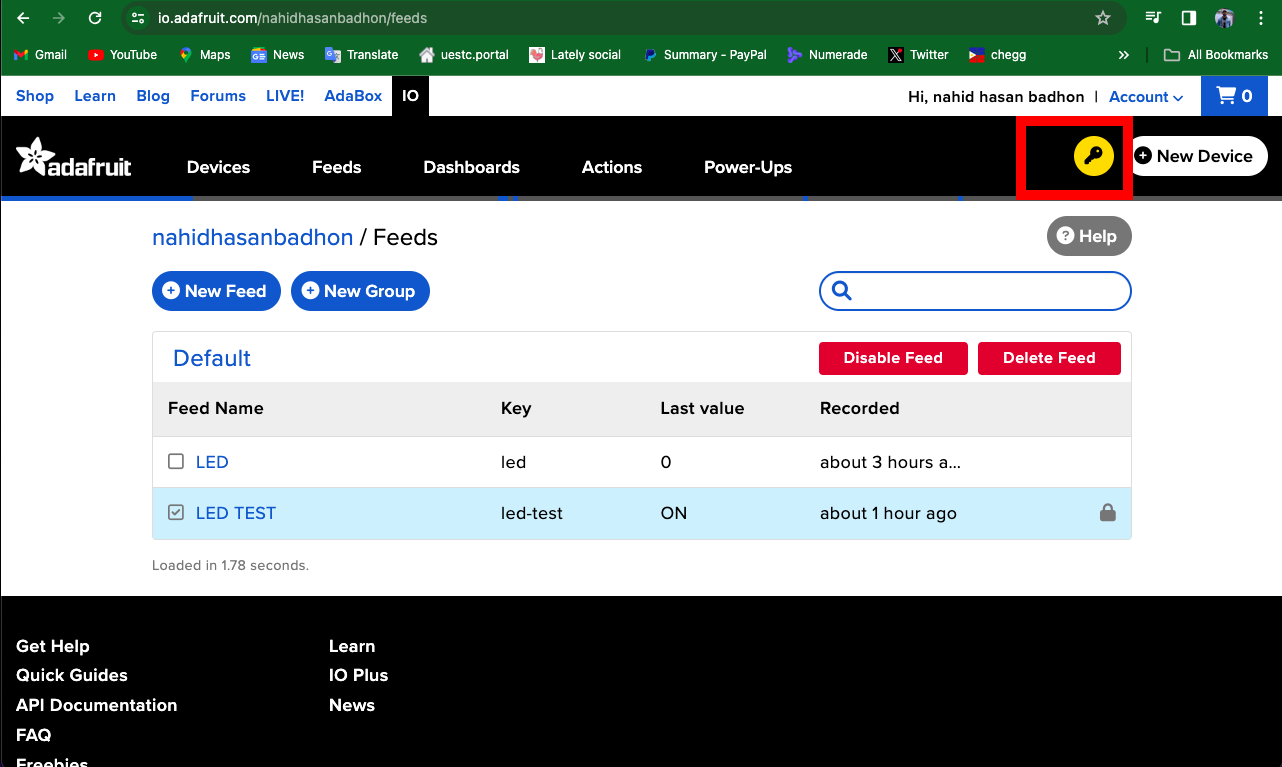 io.adafruit.com/nahidhasanbadhon/feeds
Gmail YouTube Maps News Translate uestc.portal Lately social Summary - PayPal Numerade Twitter chegg » All Bookmarks
Shop Learn Blog Forums LIVE! AdaBox IO Hi, nahid hasan badhon | Account 0
adafruit Devices Feeds Dashboards Actions Power-Ups New Device
nahidhasanbadhon / Feeds ? Help
New Feed New Group
Default Disable Feed Delete Feed
Feed Name Key Last value Recorded
LED led 0 about 3 hours a...
LED TEST led-test ON about 1 hour ago
Loaded in 1.78 seconds.
Get Help Learn
Quick Guides IO Plus
API Documentation News
FAQ
Freebies